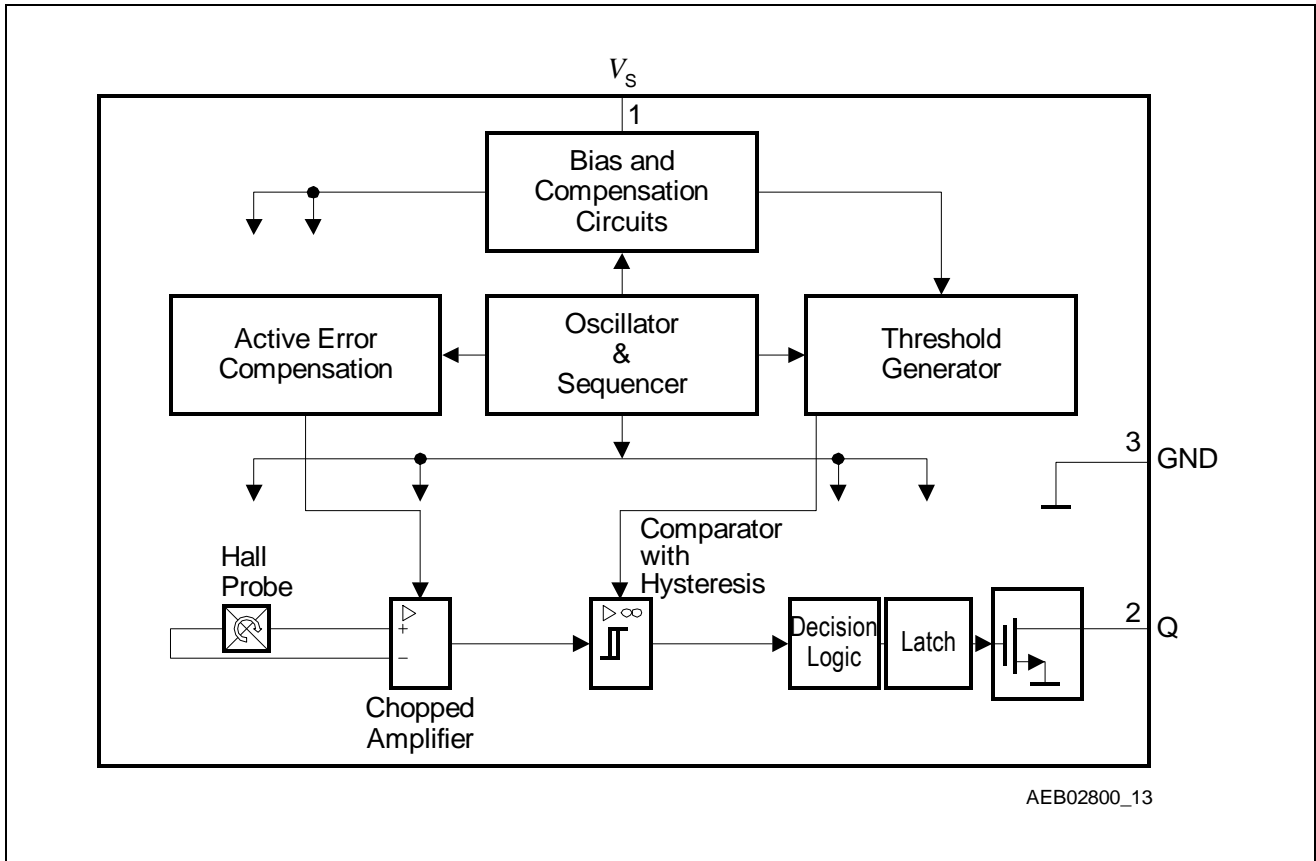 VS
1
Bias and
Compensation
Circuits
Active Error
Compensation
Oscillator
&
Sequencer
Threshold
Generator
3
GND
Comparator
with
Hysteresis
Hall
Probe
+
−
▷
Chopped
Amplifier
▷ ∞
Decision
Logic
Latch
2
Q
AEB02800_13